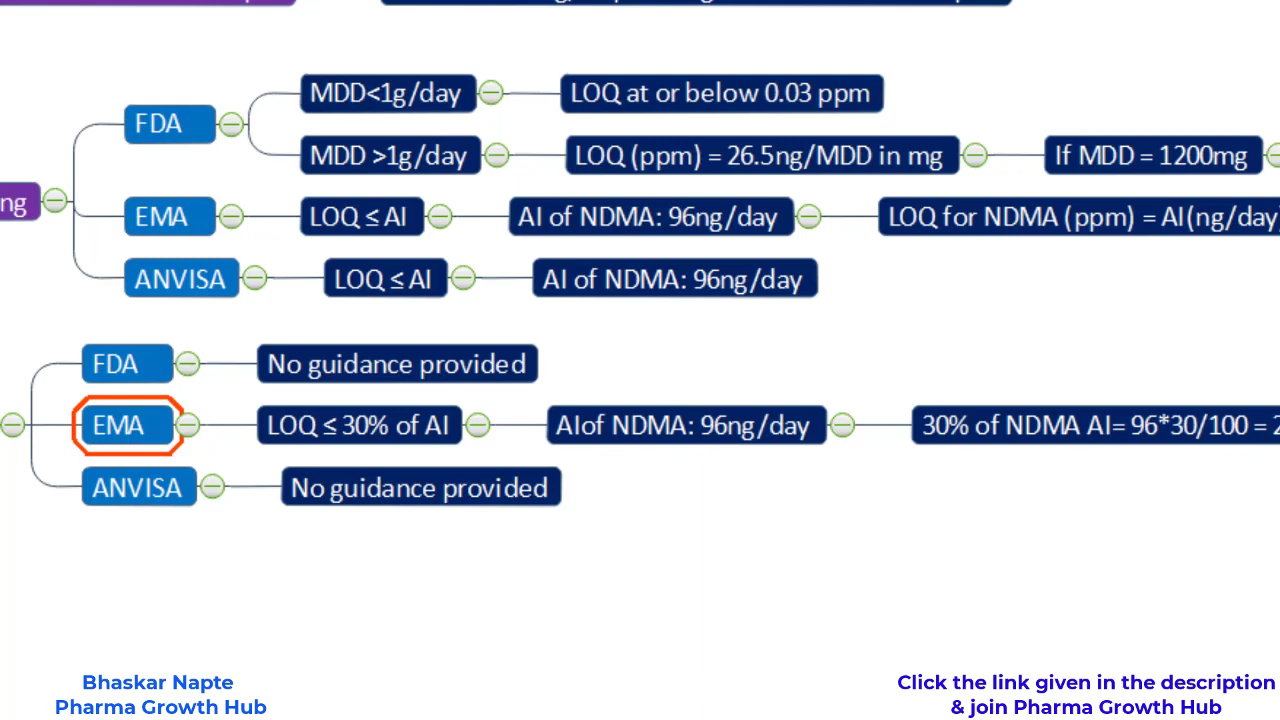 MDD<1g/day
LOQ at or below 0.03 ppm
FDA
MDD >1g/day
LOQ (ppm) = 26.5ng/MDD in mg
If MDD = 1200mg
ng
EMA
LOQ ≤ AI
AI of NDMA: 96ng/day
LOQ for NDMA (ppm) = AI(ng/day)
ANVISA
LOQ ≤ AI
AI of NDMA: 96ng/day
FDA
No guidance provided
EMA
LOQ ≤ 30% of AI
AIof NDMA: 96ng/day
30% of NDMA AI= 96*30/100 = 2
ANVISA
No guidance provided
Bhaskar Napte
Pharma Growth Hub
Click the link given in the description
& join Pharma Growth Hub